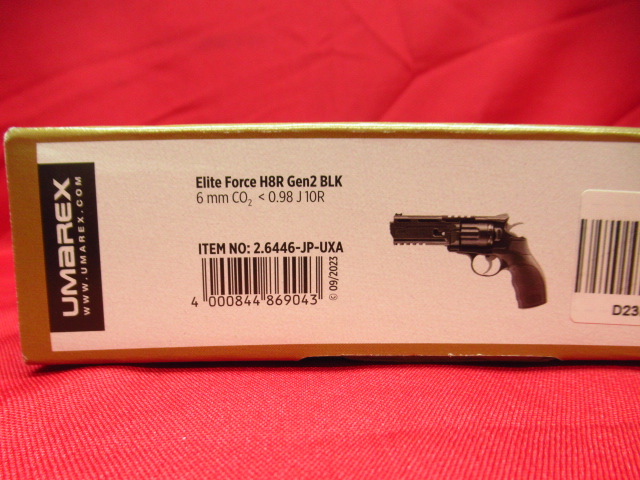 UMAREX
www.UMAREX.COM
Elite Force H8R Gen2 BLK
6 mm CO₂ < 0.98 J 10R
ITEM NO: 2.6446-JP-UXA
4 000844 869043
© 09/2023
D23